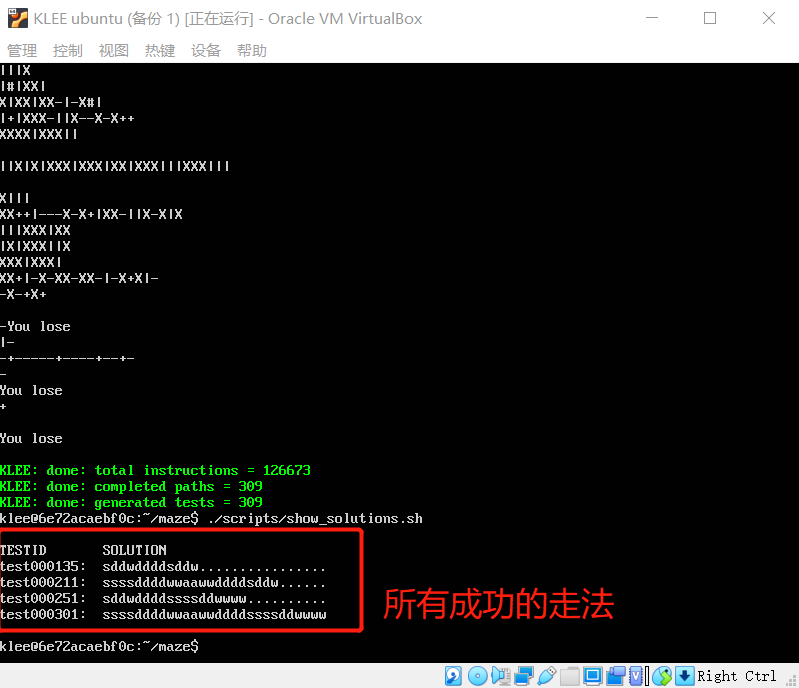 KLEE ubuntu (备份 1) [正在运行] - Oracle VM VirtualBox
管理 控制 视图 热键 设备 帮助
|||X
|#|XX|
X|XX|XX-|-X#|
|+|XXX-||X--X-X++
XXXX|XXX||
||X|X|XXX|XXX|XX|XXX|||XXX|||
X|||
XX++|---X-X+|XX-||X-X|X
|||XXX|XX
|X|XXX||X
XXX|XXX|
XX+|-X-XX-XX-|-X+X|-
-X-+X+
-You lose
|-
-+-----+----+--+-
-
You lose
+
You lose
KLEE: done: total instructions = 126673
KLEE: done: completed paths = 309
KLEE: done: generated tests = 309
klee@6e72acaebf0c:~/maze$ ./scripts/show_solutions.sh
TESTID SOLUTION
test000135: sddwddddsddw................
test000211: ssssddddwwaawwddddsddw......
test000251: sddwddddssssddwwww..........
test000301: ssssddddwwaawwddddssssddwwww
所有成功的走法
klee@6e72acaebf0c:~/maze$
Right Ctrl